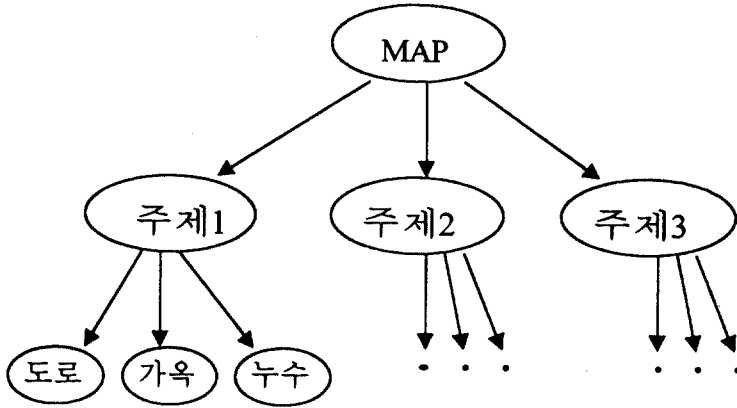 MAP
주제1 주제2 주제3
도로 가옥 누수 . . . . . .